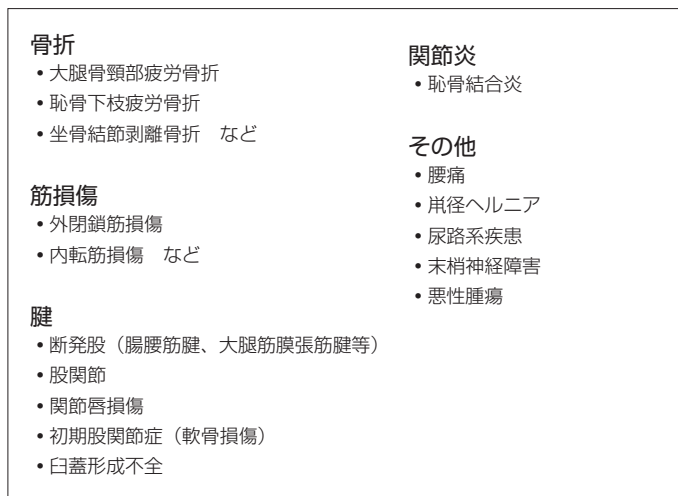 骨折
• 大腿骨頸部疲労骨折
• 恥骨下枝疲労骨折
• 坐骨結節剥離骨折　など
筋損傷
• 外閉鎖筋損傷
• 内転筋損傷　など
腱
• 断発股（腸腰筋腱、大腿筋膜張筋腱等）
• 股関節
• 関節唇損傷
• 初期股関節症（軟骨損傷）
• 臼蓋形成不全
関節炎
• 恥骨結合炎
その他
• 腰痛
• 鼡径ヘルニア
• 尿路系疾患
• 末梢神経障害
• 悪性腫瘍